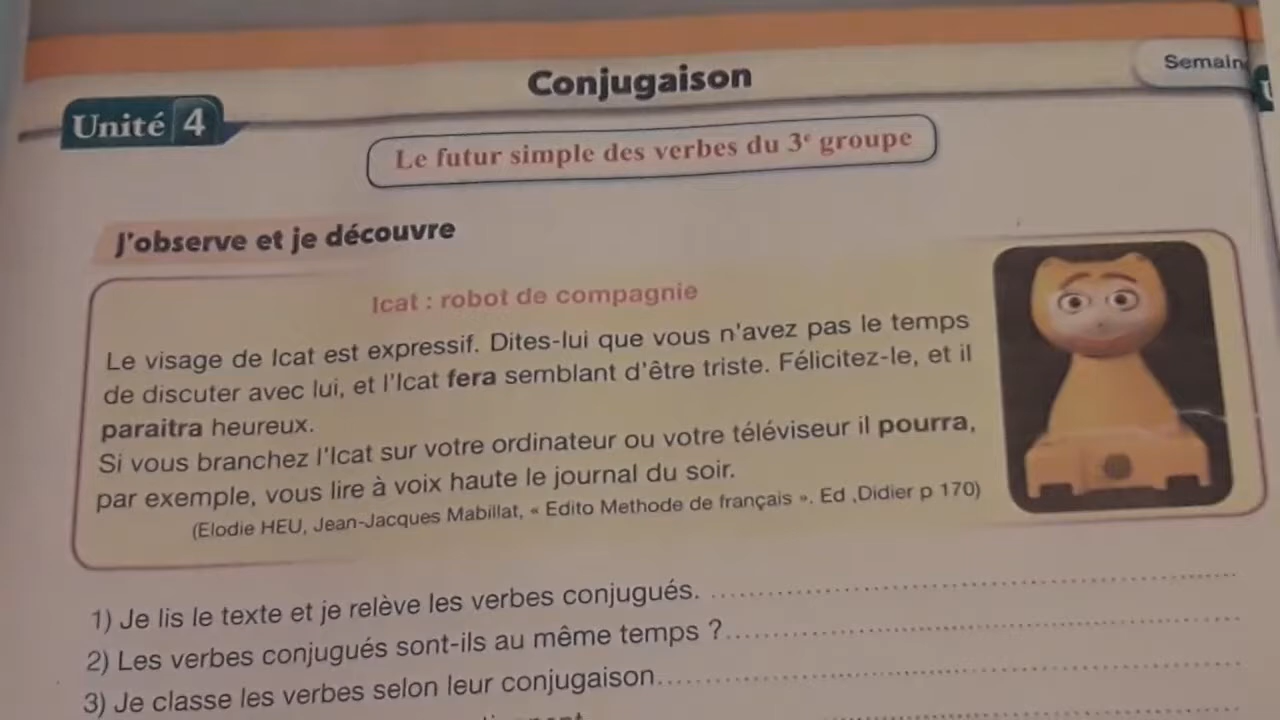 Conjugaison
Semain
Unité 4
Le futur simple des verbes du 3e groupe
J'observe et je découvre
Icat : robot de compagnie
Le visage de Icat est expressif. Dites-lui que vous n'avez pas le temps
de discuter avec lui, et l'Icat fera semblant d'être triste. Félicitez-le, et il
paraitra heureux.
Si vous branchez l'Icat sur votre ordinateur ou votre téléviseur il pourra,
par exemple, vous lire à voix haute le journal du soir.
(Elodie HEU, Jean-Jacques Mabillat, « Edito Methode de français ». Ed ,Didier p 170)
1) Je lis le texte et je relève les verbes conjugués. ........................
2) Les verbes conjugués sont-ils au même temps ?........................
3) Je classe les verbes selon leur conjugaison........................